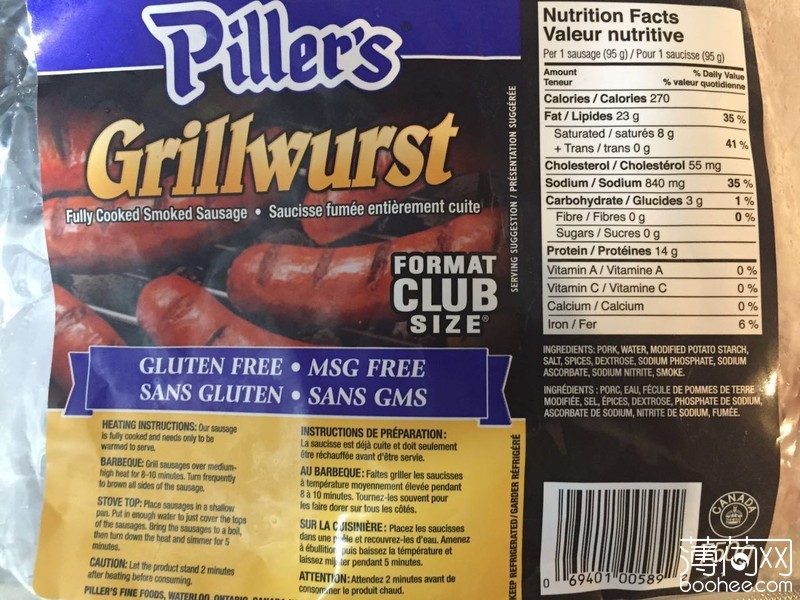 Piller's
Grillwurst
Fully Cooked Smoked Sausage • Saucisse fumée entièrement cuite
FORMAT
CLUB
SIZE®
SERVING SUGGESTION / PRÉSENTATION SUGGÉRÉE
GLUTEN FREE • MSG FREE
SANS GLUTEN • SANS GMS
HEATING INSTRUCTIONS: Our sausage
is fully cooked and needs only to be
warmed to serve.
BARBEQUE: Grill sausages over medium-
high heat for 8-10 minutes. Turn frequently
to brown all sides of the sausage.
STOVE TOP: Place sausages in a shallow
pan. Put in enough water to just cover the tops
of the sausages. Bring the sausages to a boil,
then turn down the heat and simmer for 5
minutes.
CAUTION: Let the product stand 2 minutes
after heating before consuming.
PILLER'S FINE FOODS, WATERLOO, ONTARIO, CANADA
INSTRUCTIONS DE PRÉPARATION:
La saucisse est déjà cuite et doit seulement
être réchauffée avant d'être servie.
AU BARBEQUE: Faites griller les saucisses
à température moyennement élevée pendant
8 à 10 minutes. Tournez-les souvent pour
les faire dorer sur tous les côtés.
SUR LA CUISINIÈRE: Placez les saucisses
dans une poêle et recouvrez-les d'eau. Amenez
à ébullition puis baissez la témpérature et
laissez mijoter pendant 5 minutes.
ATTENTION: Attendez 2 minutes avant de
consommer le produit chaud.
KEEP REFRIGERATED/GARDER RÉFRIGÉRÉ
Nutrition Facts
Valeur nutritive
Per 1 sausage (95 g) / Pour 1 saucisse (95 g)
Amount % Daily Value
Teneur % valeur quotidienne
Calories / Calories 270
Fat / Lipides 23 g 35 %
Saturated / saturés 8 g
+ Trans / trans 0 g 41 %
Cholesterol / Cholestérol 55 mg
Sodium / Sodium 840 mg 35 %
Carbohydrate / Glucides 3 g 1 %
Fibre / Fibres 0 g 0 %
Sugars / Sucres 0 g
Protein / Protéines 14 g
Vitamin A / Vitamine A 0 %
Vitamin C / Vitamine C 0 %
Calcium / Calcium 0 %
Iron / Fer 6 %
INGREDIENTS: PORK, WATER, MODIFIED POTATO STARCH,
SALT, SPICES, DEXTROSE, SODIUM PHOSPHATE, SODIUM
ASCORBATE, SODIUM NITRITE, SMOKE.
INGRÉDIENTS : PORC, EAU, FÉCULE DE POMMES DE TERRE
MODIFIÉE, SEL, ÉPICES, DEXTROSE, PHOSPHATE DE SODIUM,
ASCORBATE DE SODIUM, NITRITE DE SODIUM, FUMÉE.
CANADA
0 69401 00589
薄荷网
boohee.com